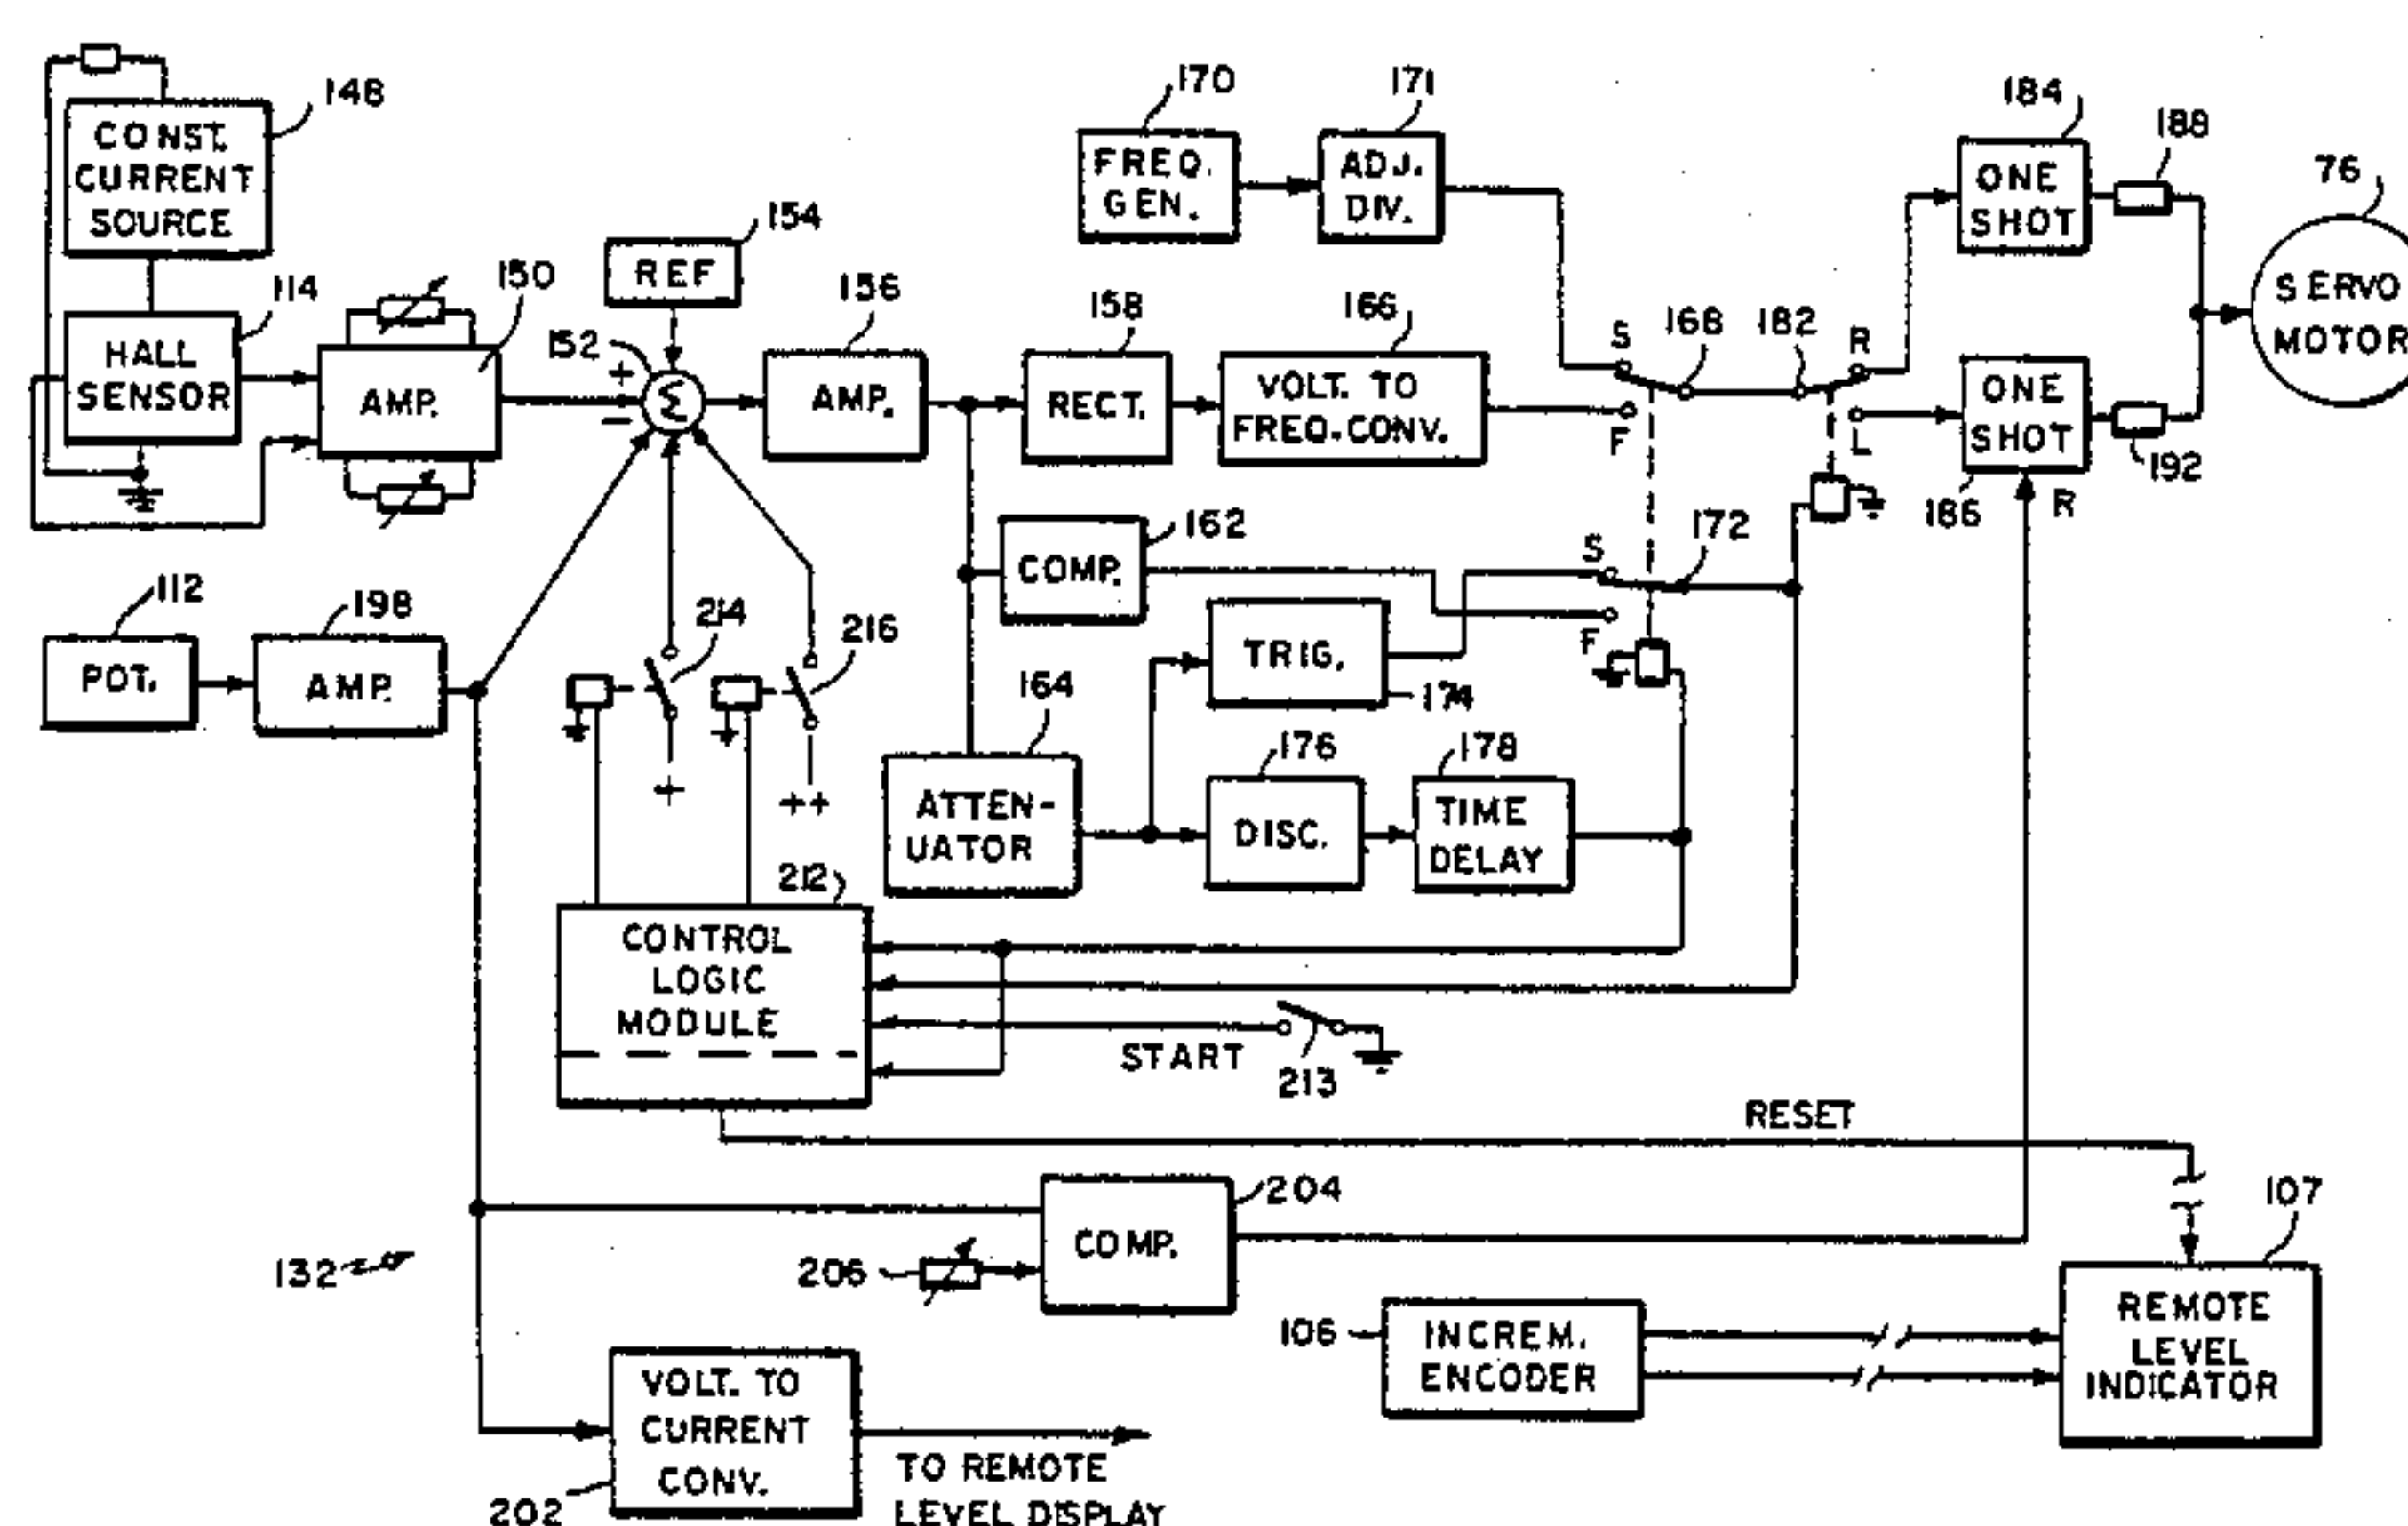 148
CONST.
CURRENT
SOURCE
114
HALL
SENSOR
150
AMP.
154
REF
152
+
Σ
−
156
AMP.
170
FREQ.
GEN.
171
ADJ.
DIV.
158
RECT.
166
VOLT. TO
FREQ. CONV.
S
F
168
182
R
L
184
ONE
SHOT
188
ONE
SHOT
186
R
192
76
SERVO
MOTOR
112
POT.
198
AMP.
214
+
216
++
162
COMP.
164
ATTEN-
UATOR
TRIG.
174
S
F
172
176
DISC.
178
TIME
DELAY
212
CONTROL
LOGIC
MODULE
START
213
RESET
132
204
COMP.
206
106
INCREM.
ENCODER
107
REMOTE
LEVEL
INDICATOR
VOLT. TO
CURRENT
CONV.
202
TO REMOTE
LEVEL DISPLAY